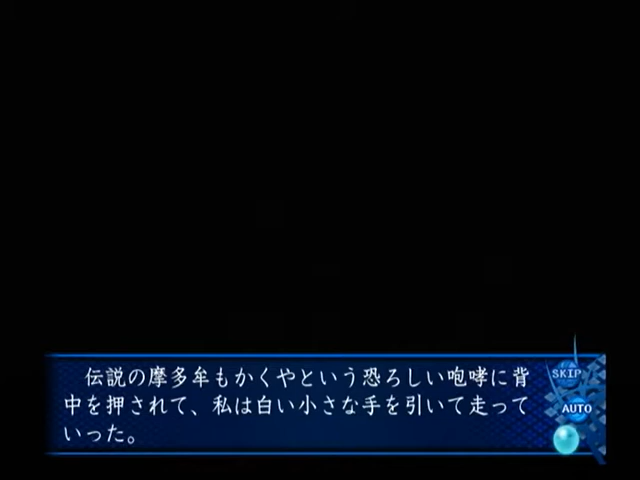 伝説の摩多牟もかくやという恐ろしい咆哮に背
中を押されて、私は白い小さな手を引いて走って
いった。
SKIP
AUTO